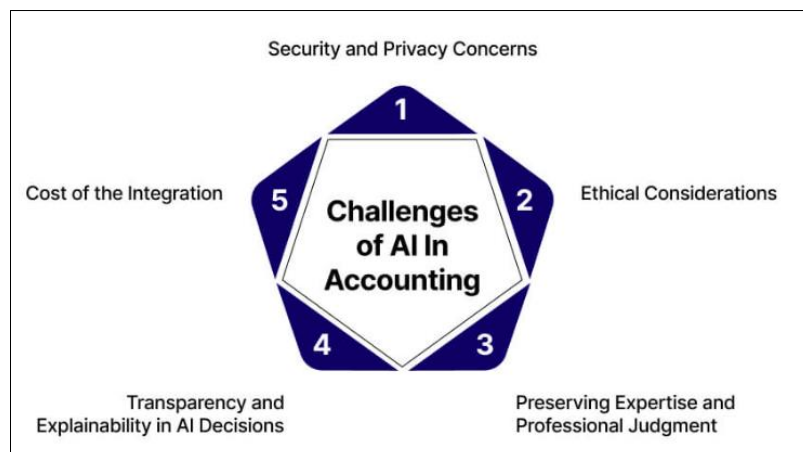 Security and Privacy Concerns
1
Cost of the Integration
5
Challenges
of AI In
Accounting
2
Ethical Considerations
4
3
Transparency and
Explainability in AI Decisions
Preserving Expertise and
Professional Judgment